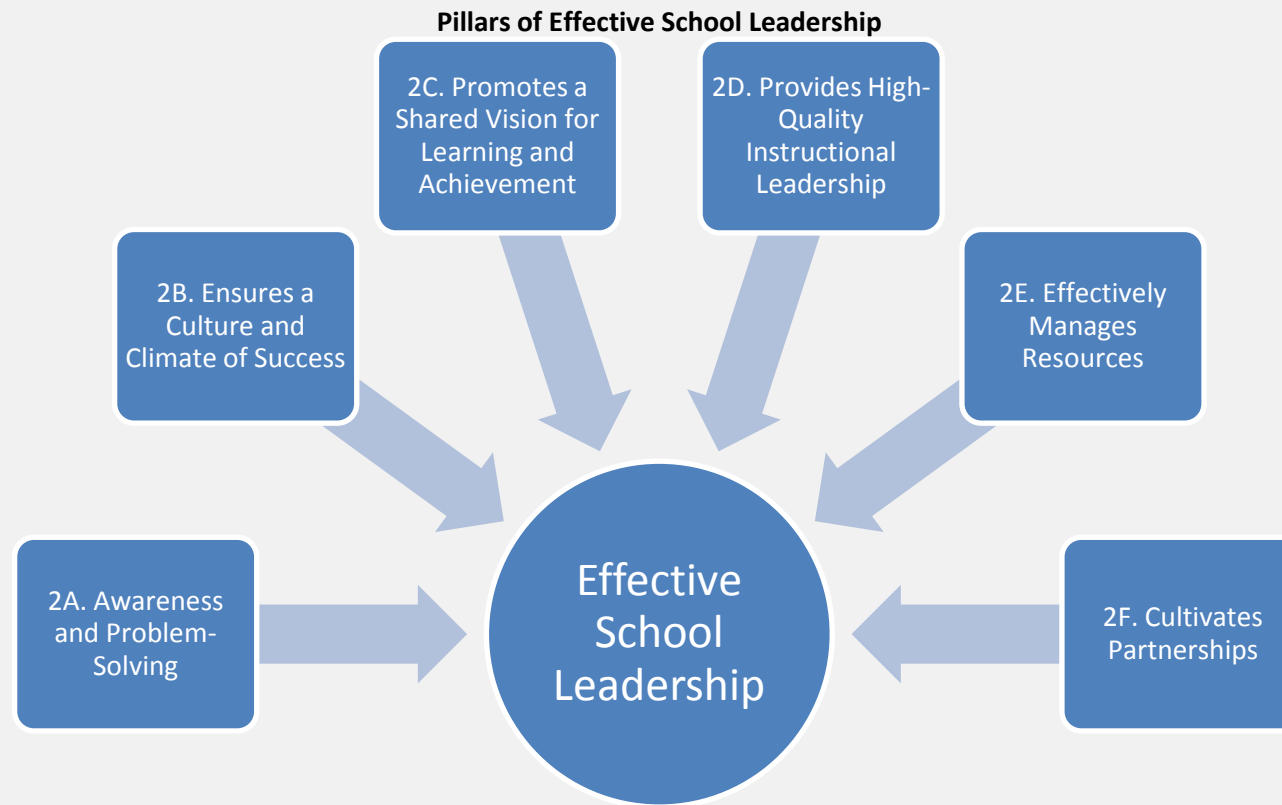 Pillars of Effective School Leadership
2C. Promotes a
Shared Vision for
Learning and
Achievement
2D. Provides High-
Quality
Instructional
Leadership
2B. Ensures a
Culture and
Climate of Success
2E. Effectively
Manages
Resources
2A. Awareness
and Problem-
Solving
Effective
School
Leadership
2F. Cultivates
Partnerships